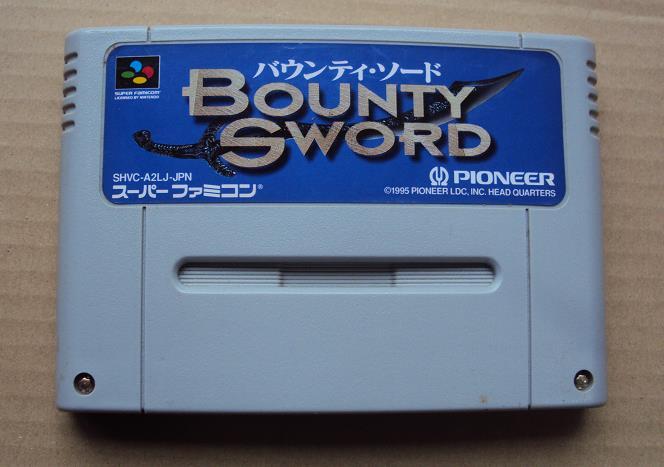 SUPER FAMICOM
LICENSED BY NINTENDO
バウンティ・ソード
BOUNTY
SWORD
SHVC-A2LJ-JPN
スーパー ファミコン®
PIONEER
©1995 PIONEER LDC, INC. HEAD QUARTERS